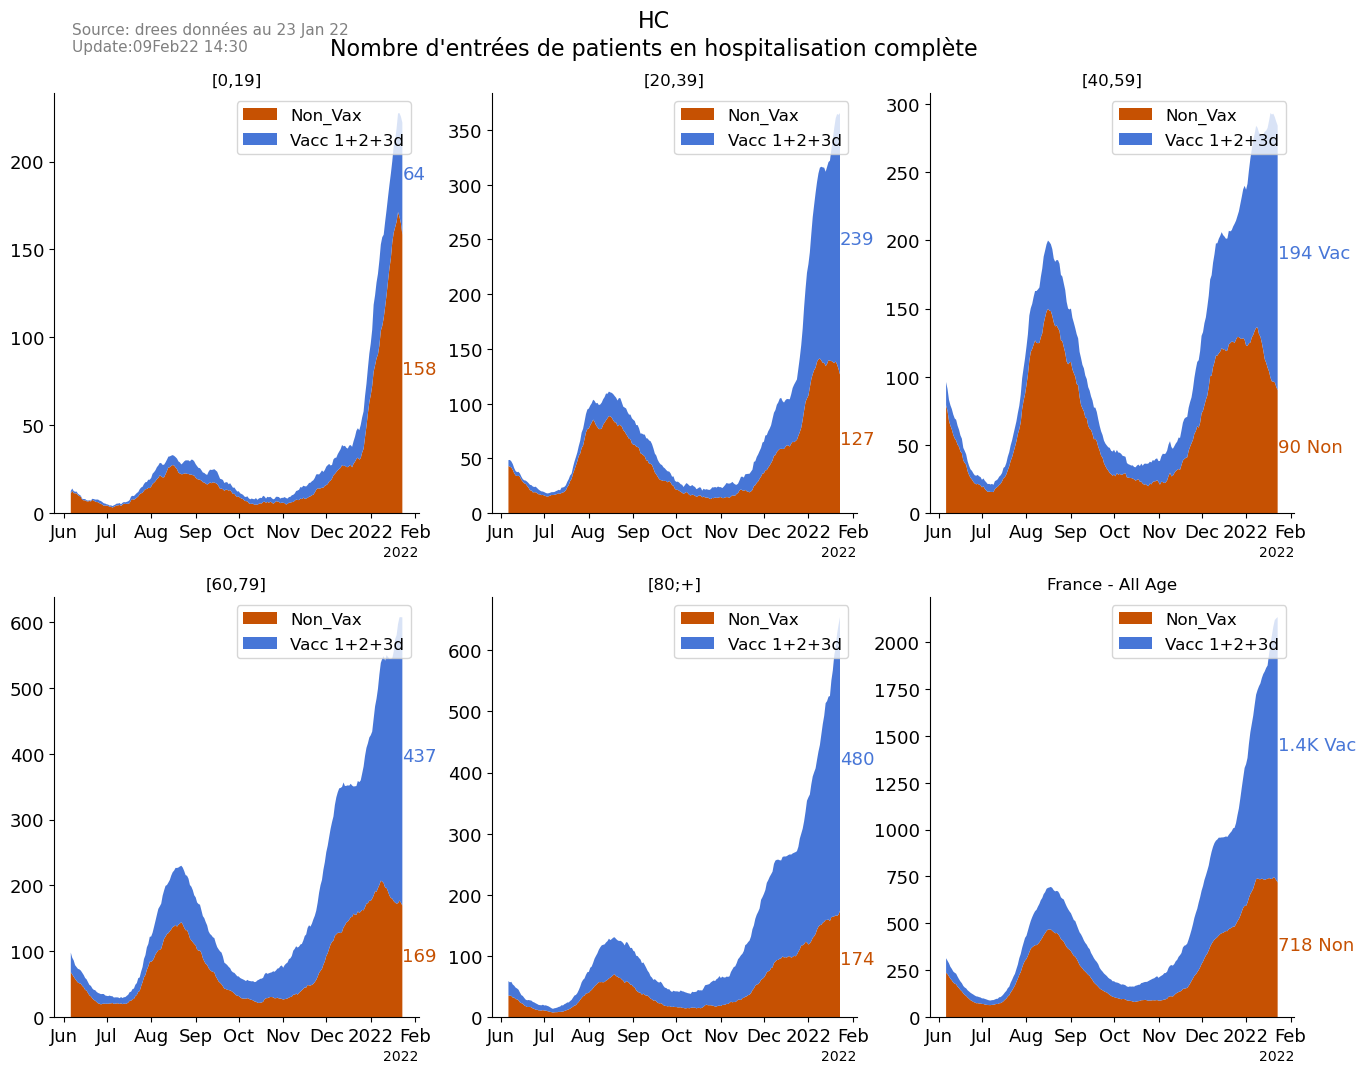 HC
Nombre d'entrées de patients en hospitalisation complète
Source: drees données au 23 Jan 22
Update:09Feb22 14:30
[0,19]
Non_Vax
Vacc 1+2+3d
200
150
100
50
0
64
158
Jun Jul Aug Sep Oct Nov Dec 2022 Feb
2022
[20,39]
Non_Vax
Vacc 1+2+3d
350
300
250
200
150
100
50
0
239
127
Jun Jul Aug Sep Oct Nov Dec 2022 Feb
2022
[40,59]
Non_Vax
Vacc 1+2+3d
300
250
200
150
100
50
0
194 Vac
90 Non
Jun Jul Aug Sep Oct Nov Dec 2022 Feb
2022
[60,79]
Non_Vax
Vacc 1+2+3d
600
500
400
300
200
100
0
437
169
Jun Jul Aug Sep Oct Nov Dec 2022 Feb
2022
[80;+]
Non_Vax
Vacc 1+2+3d
600
500
400
300
200
100
0
480
174
Jun Jul Aug Sep Oct Nov Dec 2022 Feb
2022
France - All Age
Non_Vax
Vacc 1+2+3d
2000
1750
1500
1250
1000
750
500
250
0
1.4K Vac
718 Non
Jun Jul Aug Sep Oct Nov Dec 2022 Feb
2022